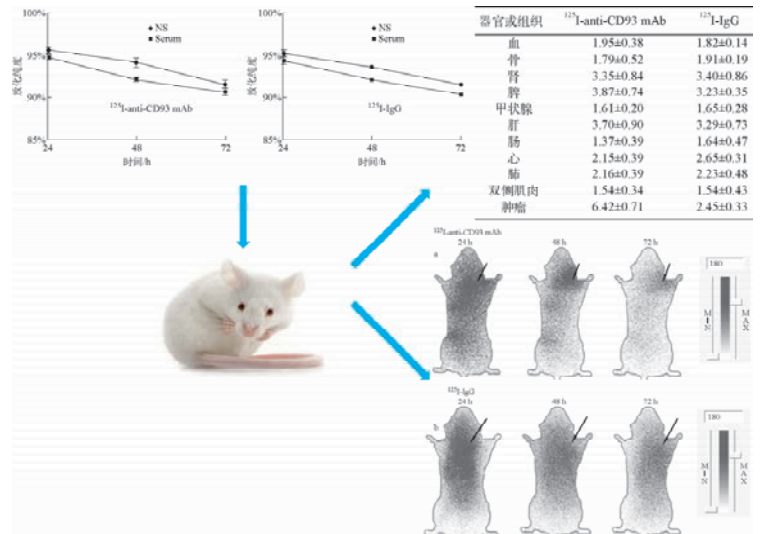 100%
95%
90%
85%
放化纯度
NS
Serum
¹²⁵I-anti-CD93 mAb
24 48 72
时间/h
100%
95%
90%
85%
放化纯度
NS
Serum
¹²⁵I-IgG
24 48 72
时间/h
器官或组织 ¹²⁵I-anti-CD93 mAb ¹²⁵I-IgG
血 1.95±0.38 1.82±0.14
骨 1.79±0.52 1.91±0.19
肾 3.35±0.84 3.40±0.86
脾 3.87±0.74 3.23±0.35
甲状腺 1.61±0.20 1.65±0.28
肝 3.70±0.90 3.29±0.73
肠 1.37±0.39 1.64±0.47
心 2.15±0.39 2.65±0.31
肺 2.16±0.39 2.23±0.48
双侧肌肉 1.54±0.34 1.54±0.43
肿瘤 6.42±0.71 2.45±0.33
¹²⁵I-anti-CD93 mAb
24 h 48 h 72 h
a
180
MIN
MAX
¹²⁵I-IgG
24 h 48 h 72 h
b
180
MIN
MAX